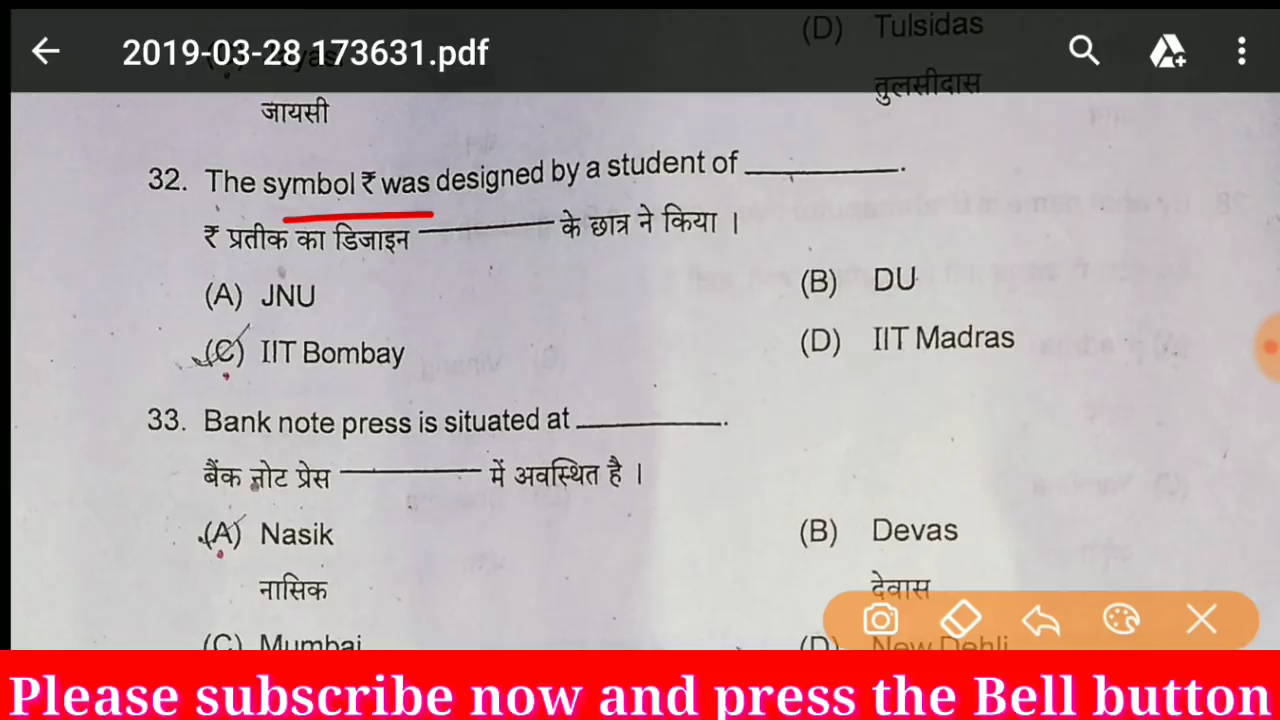 2019-03-28 173631.pdf
(D) Tulsidas
जायसी
तुलसीदास
32. The symbol ₹ was designed by a student of ________.
₹ प्रतीक का डिजाइन ________ के छात्र ने किया ।
(A) JNU (B) DU
(C) IIT Bombay (D) IIT Madras
33. Bank note press is situated at ________.
बैंक नोट प्रेस ________ में अवस्थित है ।
(A) Nasik (B) Devas
नासिक देवास
(C) Mumbai (D) New Dehli
Please subscribe now and press the Bell button